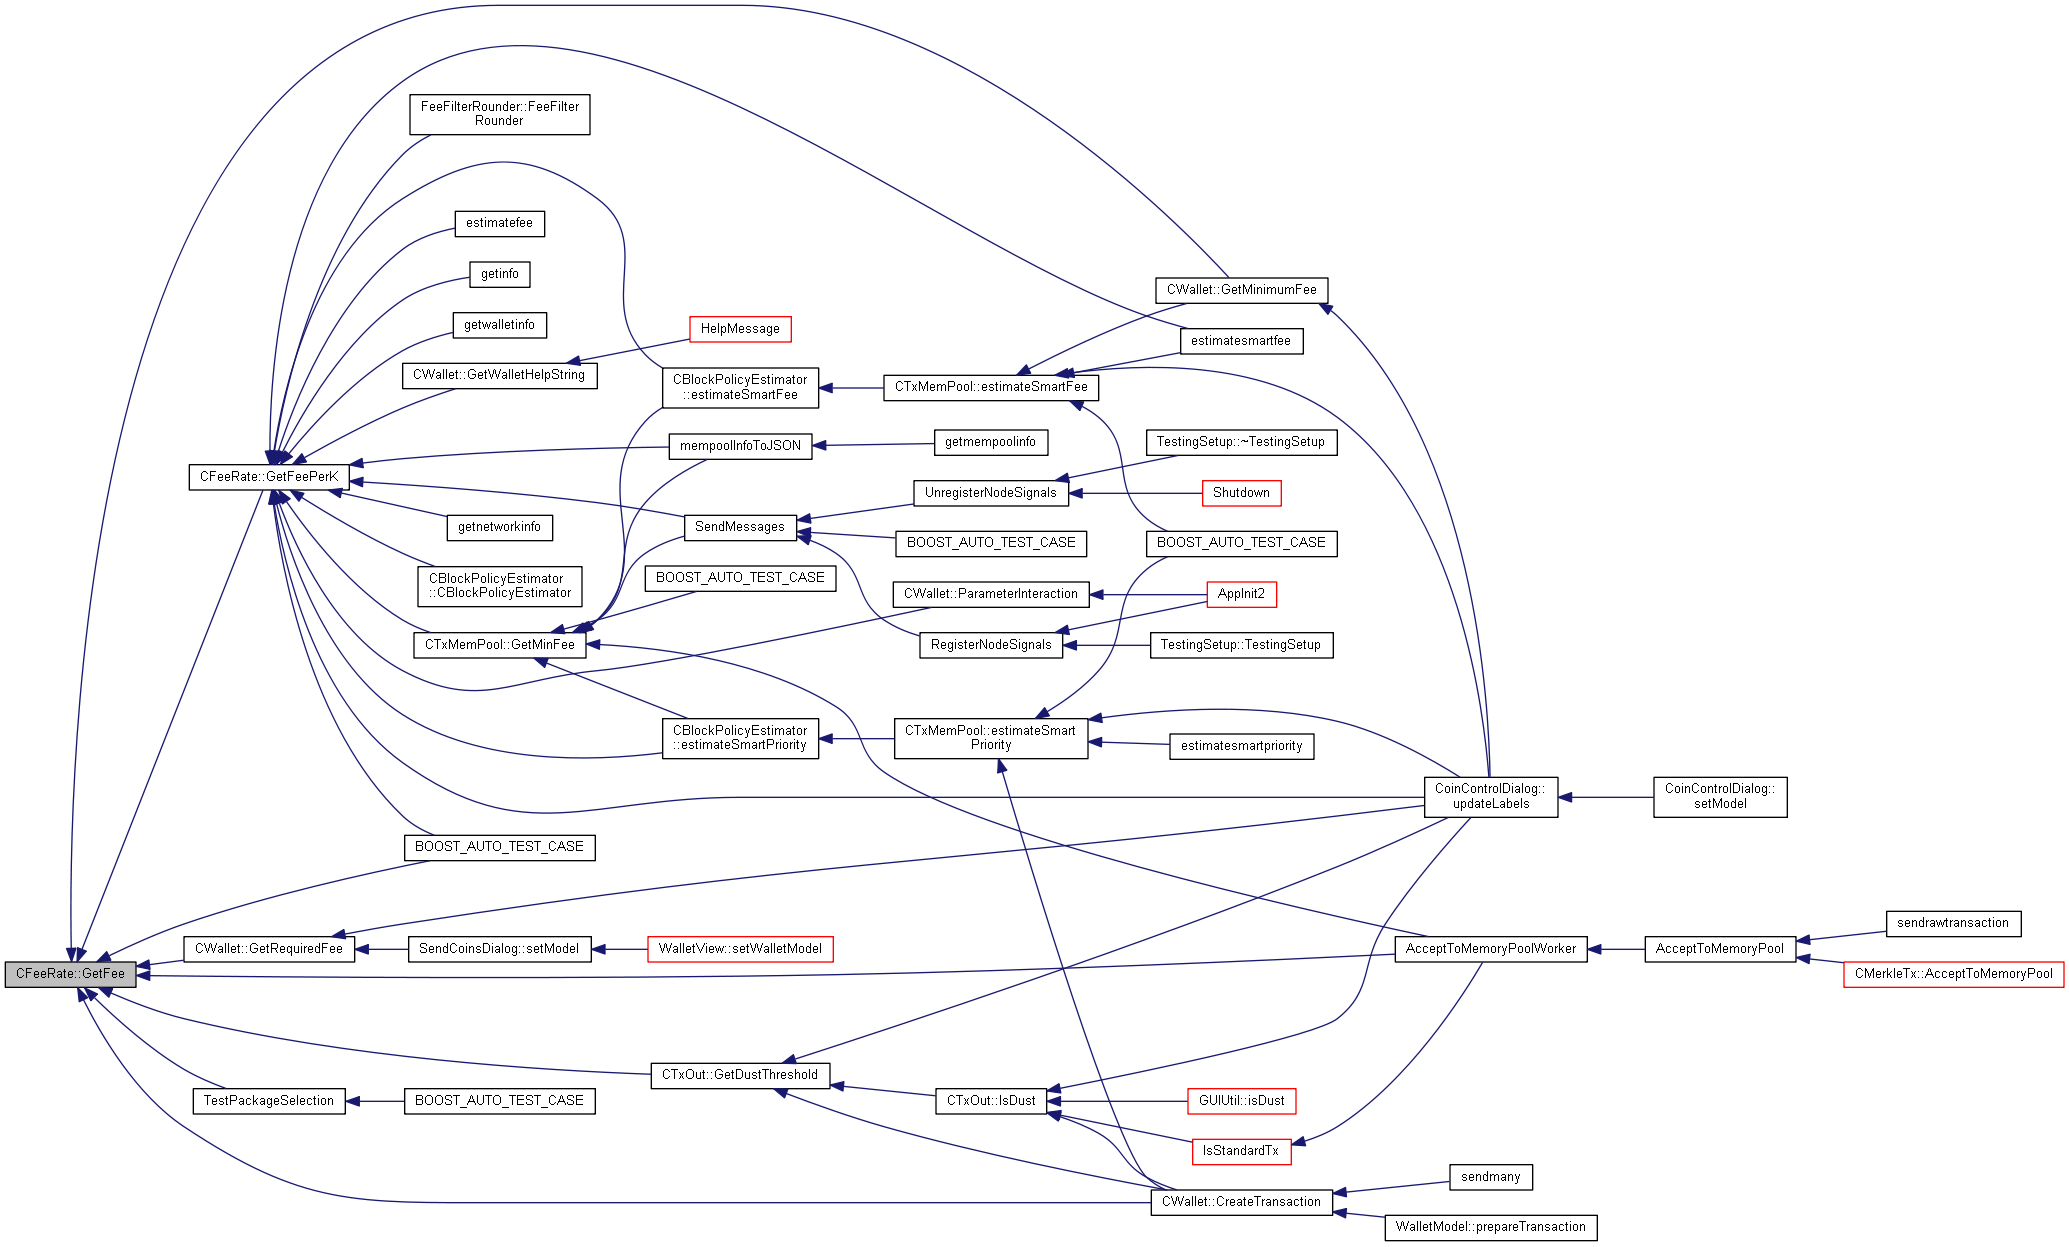 FeeFilterRounder::FeeFilter
Rounder
estimatefee
getinfo
getwalletinfo
CWallet::GetWalletHelpString
HelpMessage
CBlockPolicyEstimator
::estimateSmartFee
CTxMemPool::estimateSmartFee
CWallet::GetMinimumFee
estimatesmartfee
mempoolInfoToJSON
getmempoolinfo
TestingSetup::~TestingSetup
CFeeRate::GetFeePerK
UnregisterNodeSignals
Shutdown
getnetworkinfo
SendMessages
BOOST_AUTO_TEST_CASE
BOOST_AUTO_TEST_CASE
CBlockPolicyEstimator
::CBlockPolicyEstimator
BOOST_AUTO_TEST_CASE
CWallet::ParameterInteraction
AppInit2
CTxMemPool::GetMinFee
RegisterNodeSignals
TestingSetup::TestingSetup
CBlockPolicyEstimator
::estimateSmartPriority
CTxMemPool::estimateSmart
Priority
estimatesmartpriority
CoinControlDialog::
updateLabels
CoinControlDialog::
setModel
BOOST_AUTO_TEST_CASE
CWallet::GetRequiredFee
SendCoinsDialog::setModel
WalletView::setWalletModel
AcceptToMemoryPoolWorker
AcceptToMemoryPool
sendrawtransaction
CMerkleTx::AcceptToMemoryPool
CFeeRate::GetFee
CTxOut::GetDustThreshold
TestPackageSelection
BOOST_AUTO_TEST_CASE
CTxOut::IsDust
GUIUtil::isDust
IsStandardTx
CWallet::CreateTransaction
sendmany
WalletModel::prepareTransaction